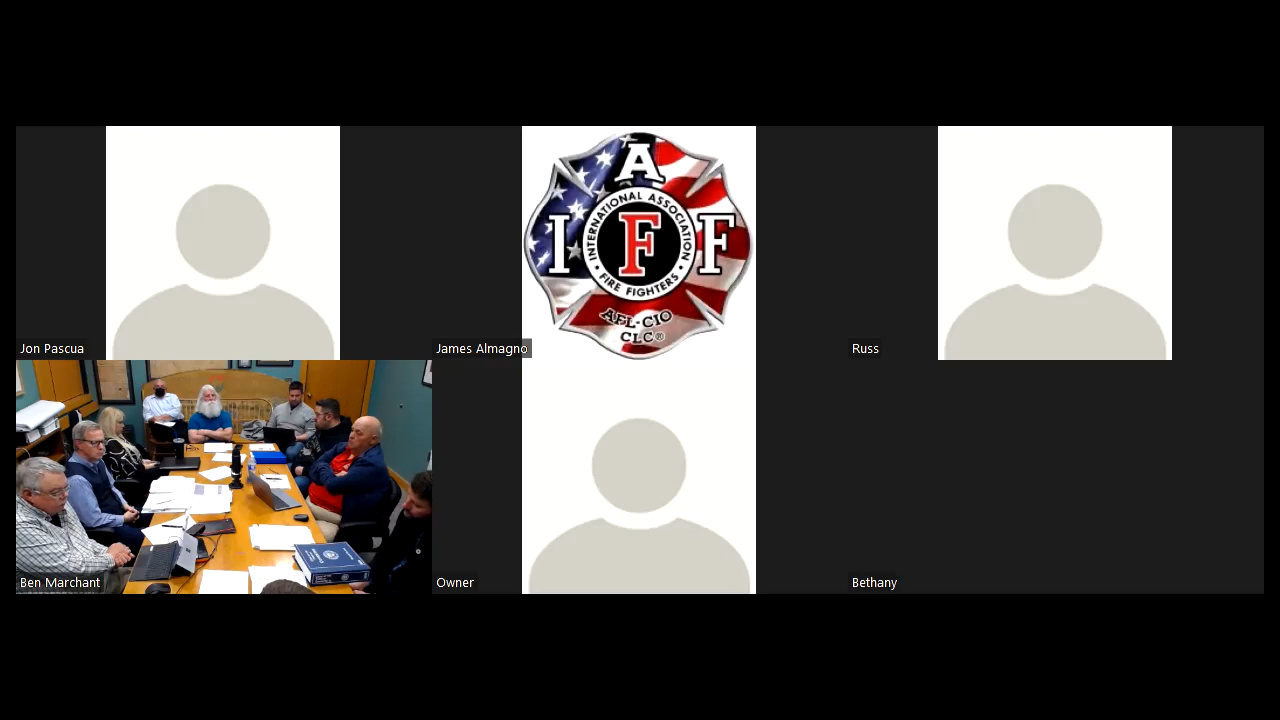 A
I F F
INTERNATIONAL ASSOCIATION
• FIRE FIGHTERS •
AFL-CIO
CLC®
Jon Pascua
James Almagno
Russ
Ben Marchant
Owner
Bethany